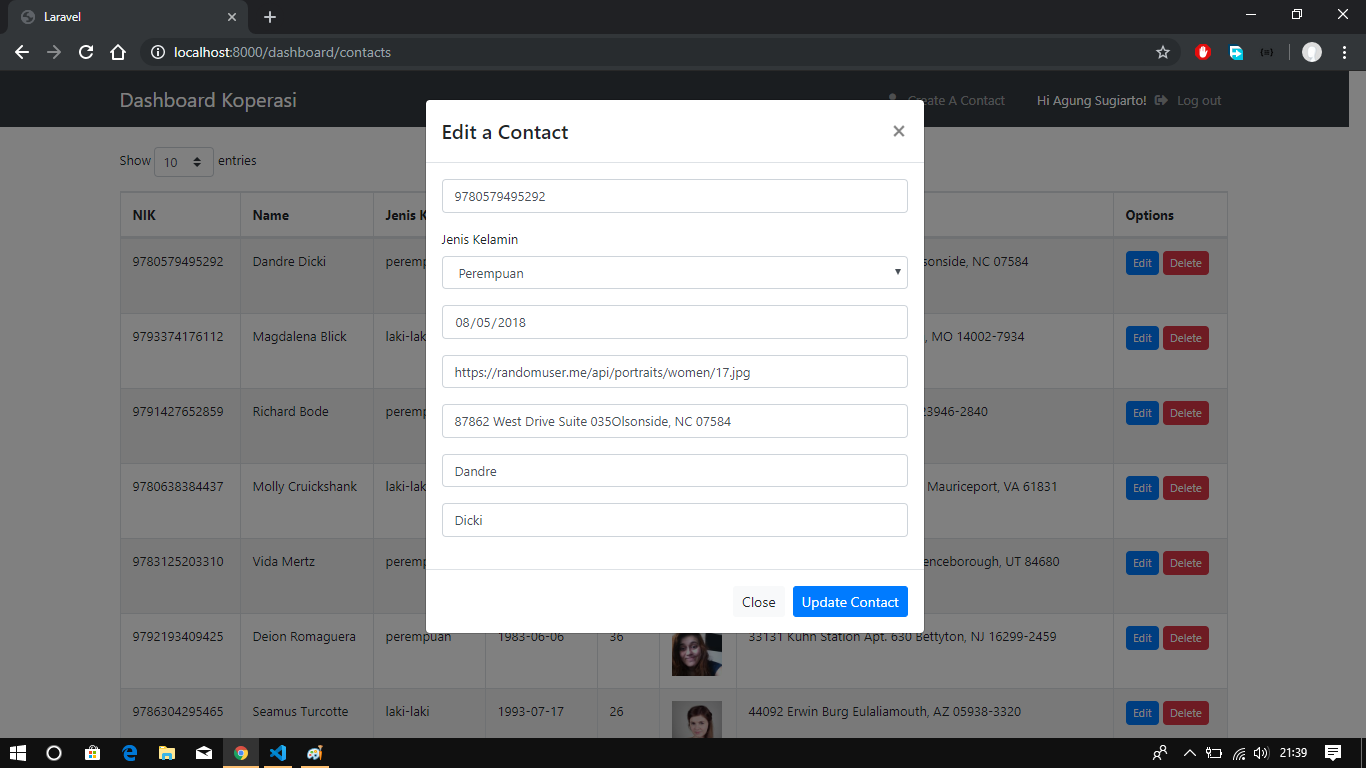 Laravel
localhost:8000/dashboard/contacts
Dashboard Koperasi
Create A Contact
Hi Agung Sugiarto!
Log out
Edit a Contact
×
Show 10 entries
9780579495292
Jenis Kelamin
Perempuan
08/05/2018
https://randomuser.me/api/portraits/women/17.jpg
87862 West Drive Suite 035Olsonside, NC 07584
Dandre
Dicki
Close
Update Contact
NIK Name Jenis K Options
9780579495292 Dandre Dicki peremp sonside, NC 07584 Edit Delete
9793374176112 Magdalena Blick laki-lak , MO 14002-7934 Edit Delete
9791427652859 Richard Bode peremp 23946-2840 Edit Delete
9780638384437 Molly Cruickshank laki-lak Mauriceport, VA 61831 Edit Delete
9783125203310 Vida Mertz peremp enceborough, UT 84680 Edit Delete
9792193409425 Deion Romaguera perempuan 1983-06-06 36 33131 Kuhn Station Apt. 630 Bettyton, NJ 16299-2459 Edit Delete
9786304295465 Seamus Turcotte laki-laki 1993-07-17 26 44092 Erwin Burg Eulaliamouth, AZ 05938-3320 Edit Delete
21:39